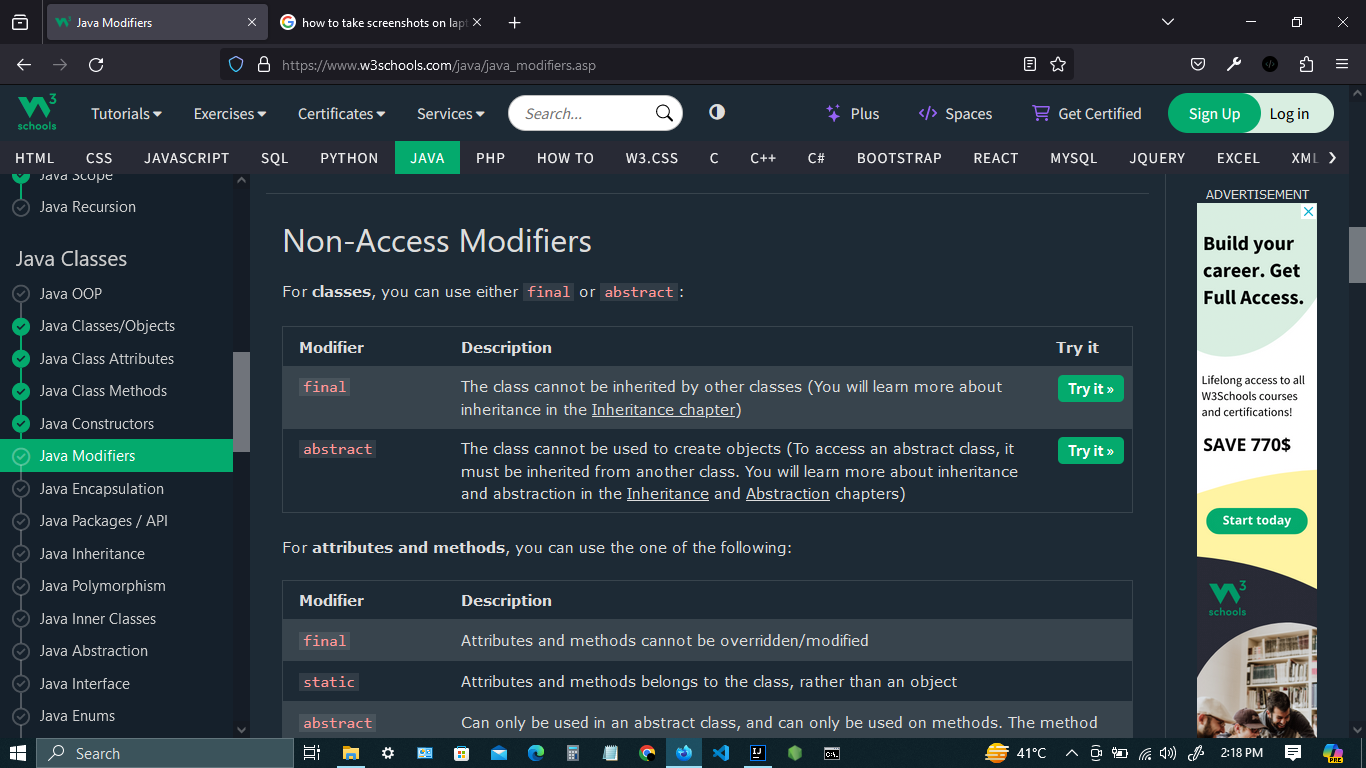 Java Modifiers
how to take screenshots on lapt
https://www.w3schools.com/java/java_modifiers.asp
W3
schools
Tutorials
Exercises
Certificates
Services
Search...
Plus
Spaces
Get Certified
Sign Up
Log in
HTML CSS JAVASCRIPT SQL PYTHON JAVA PHP HOW TO W3.CSS C C++ C# BOOTSTRAP REACT MYSQL JQUERY EXCEL XML
Java Scope
Java Recursion
Java Classes
Java OOP
Java Classes/Objects
Java Class Attributes
Java Class Methods
Java Constructors
Java Modifiers
Java Encapsulation
Java Packages / API
Java Inheritance
Java Polymorphism
Java Inner Classes
Java Abstraction
Java Interface
Java Enums
Non-Access Modifiers
For classes, you can use either final or abstract:
Modifier Description Try it
final The class cannot be inherited by other classes (You will learn more about Try it »
inheritance in the Inheritance chapter)
abstract The class cannot be used to create objects (To access an abstract class, it Try it »
must be inherited from another class. You will learn more about inheritance
and abstraction in the Inheritance and Abstraction chapters)
For attributes and methods, you can use the one of the following:
Modifier Description
final Attributes and methods cannot be overridden/modified
static Attributes and methods belongs to the class, rather than an object
abstract Can only be used in an abstract class, and can only be used on methods. The method
ADVERTISEMENT
Build your
career. Get
Full Access.
Lifelong access to all
W3Schools courses
and certifications!
SAVE 770$
Start today
W3
schools
Search
41°C
2:18 PM
PRE